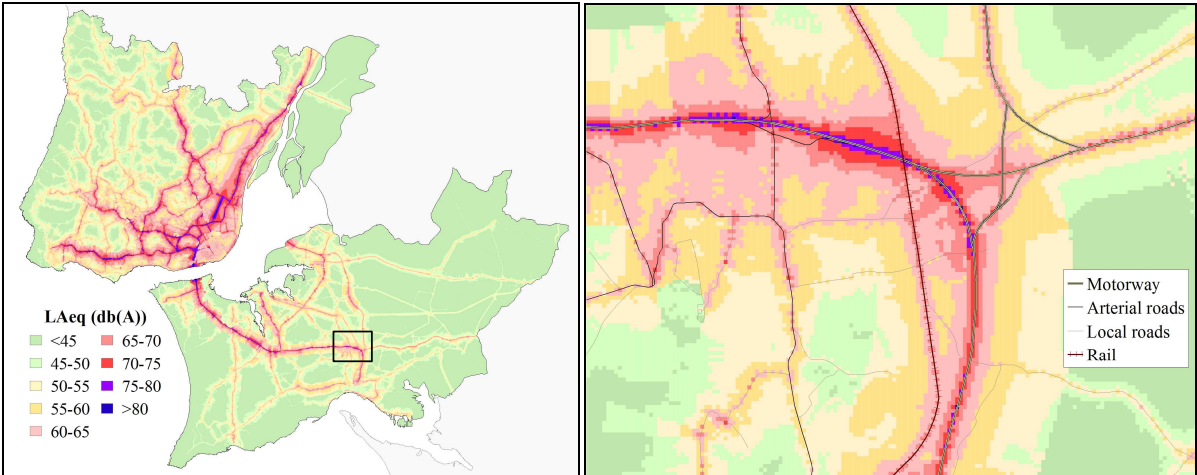 LAeq (db(A))
<45
65-70
45-50
70-75
50-55
75-80
55-60
>80
60-65
Motorway
Arterial roads
Local roads
Rail